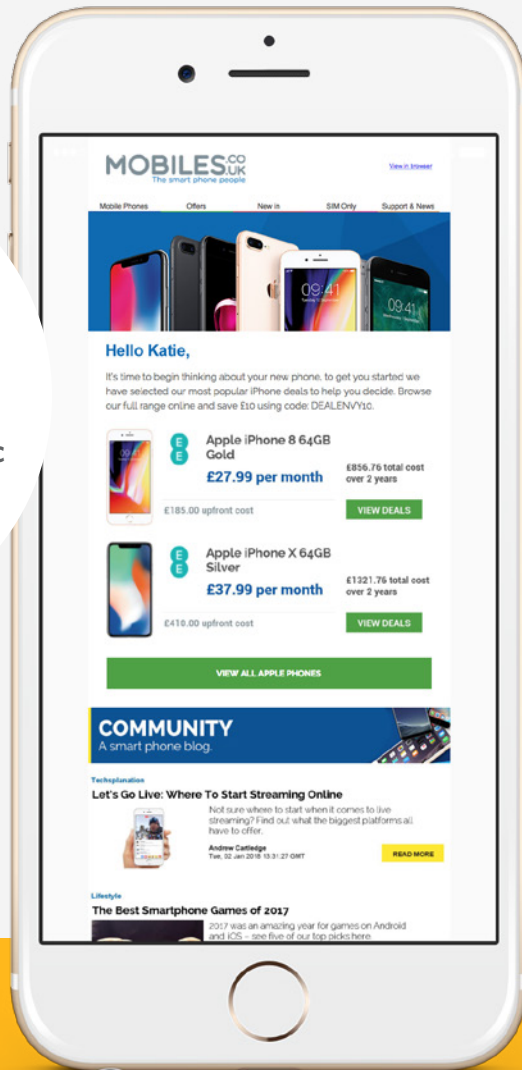 MOBILES.CO.UK
The smart phone people
View in browser
Mobile Phones Offers New in SIM Only Support & News
09:41
09:41
Hello Katie,
It's time to begin thinking about your new phone, to get you started we
have selected our most popular iPhone deals to help you decide. Browse
our full range online and save £10 using code: DEALENVY10.
EE
Apple iPhone 8 64GB
Gold
£27.99 per month
£856.76 total cost
over 2 years
£185.00 upfront cost
VIEW DEALS
EE
Apple iPhone X 64GB
Silver
£37.99 per month
£1321.76 total cost
over 2 years
£410.00 upfront cost
VIEW DEALS
VIEW ALL APPLE PHONES
COMMUNITY
A smart phone blog.
Techsplanation
Let's Go Live: Where To Start Streaming Online
Not sure where to start when it comes to live
streaming? Find out what the biggest platforms all
have to offer.
Andrew Cartledge
Tue, 02 Jan 2018 13:31:27 GMT
READ MORE
Lifestyle
The Best Smartphone Games of 2017
2017 was an amazing year for games on Android
and iOS – see five of our top picks here.